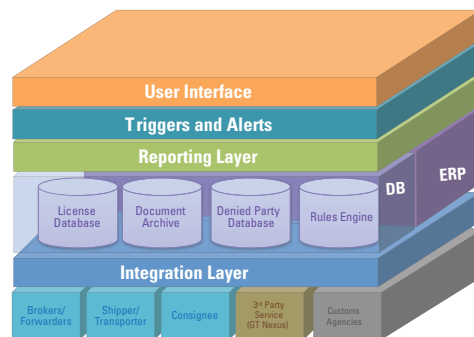 User Interface
Triggers and Alerts
Reporting Layer
DB
ERP
License
Database
Document
Archive
Denied Party
Database
Rules Engine
Integration Layer
Brokers/
Forwarders
Shipper/
Transporter
Consignee
3rd Party
Service
(GT Nexus)
Customs
Agencies